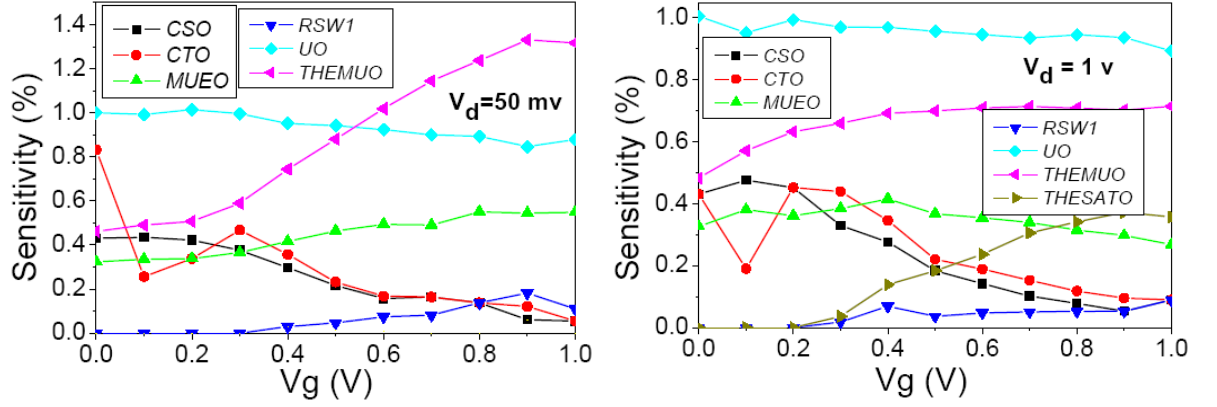 1.4
1.2
1.0
0.8
0.6
0.4
0.2
0.0
Sensitivity (%)
CSO
CTO
MUEO
RSW1
UO
THEMUO
V_d=50 mv
0.0 0.2 0.4 0.6 0.8 1.0
Vg (V)
1.0
0.8
0.6
0.4
0.2
0.0
Sensitivity (%)
CSO
CTO
MUEO
V_d = 1 v
RSW1
UO
THEMUO
THESATO
0.0 0.2 0.4 0.6 0.8 1.0
Vg (V)